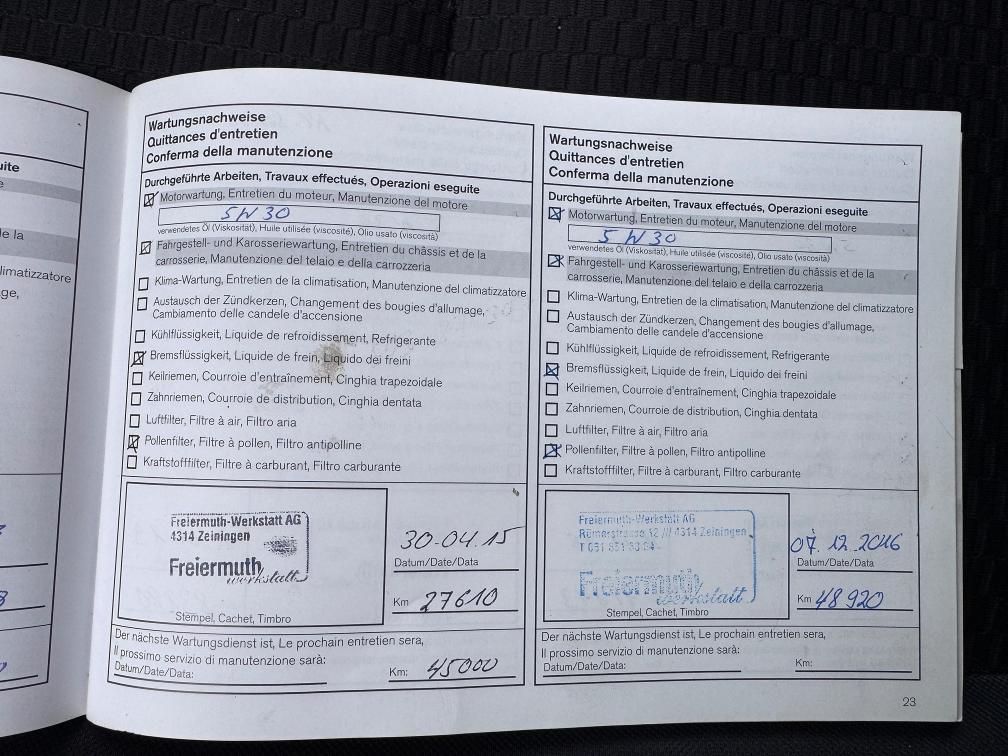 uite
e
e la
limatizzatore
ge,
Wartungsnachweise
Quittances d'entretien
Conferma della manutenzione
Durchgeführte Arbeiten, Travaux effectués, Operazioni eseguite
Motorwartung, Entretien du moteur, Manutenzione del motore
5W30
verwendetes Öl (Viskosität), Huile utilisée (viscosité), Olio usato (viscosità)
Fahrgestell- und Karosseriewartung, Entretien du châssis et de la
carrosserie, Manutenzione del telaio e della carrozzeria
Klima-Wartung, Entretien de la climatisation, Manutenzione del climatizzatore
Austausch der Zündkerzen, Changement des bougies d'allumage,
Cambiamento delle candele d'accensione
Kühlflüssigkeit, Liquide de refroidissement, Refrigerante
Bremsflüssigkeit, Liquide de frein, Liquido dei freini
Keilriemen, Courroie d'entraînement, Cinghia trapezoidale
Zahnriemen, Courroie de distribution, Cinghia dentata
Luftfilter, Filtre à air, Filtro aria
Pollenfilter, Filtre à pollen, Filtro antipolline
Kraftstofffilter, Filtre à carburant, Filtro carburante
Freiermuth-Werkstatt AG
4314 Zeiningen
Freiermuth
werkstatt
Stempel, Cachet, Timbro
30.04.15
Datum/Date/Data
Km 27610
Der nächste Wartungsdienst ist, Le prochain entretien sera,
Il prossimo servizio di manutenzione sarà:
Datum/Date/Data:
Km: 45000
Wartungsnachweise
Quittances d'entretien
Conferma della manutenzione
Durchgeführte Arbeiten, Travaux effectués, Operazioni eseguite
Motorwartung, Entretien du moteur, Manutenzione del motore
5W30
verwendetes Öl (Viskosität), Huile utilisée (viscosité), Olio usato (viscosità)
Fahrgestell- und Karosseriewartung, Entretien du châssis et de la
carrosserie, Manutenzione del telaio e della carrozzeria
Klima-Wartung, Entretien de la climatisation, Manutenzione del climatizzatore
Austausch der Zündkerzen, Changement des bougies d'allumage,
Cambiamento delle candele d'accensione
Kühlflüssigkeit, Liquide de refroidissement, Refrigerante
Bremsflüssigkeit, Liquide de frein, Liquido dei freini
Keilriemen, Courroie d'entraînement, Cinghia trapezoidale
Zahnriemen, Courroie de distribution, Cinghia dentata
Luftfilter, Filtre à air, Filtro aria
Pollenfilter, Filtre à pollen, Filtro antipolline
Kraftstofffilter, Filtre à carburant, Filtro carburante
Freiermuth-Werkstatt AG
Römerstrasse 12 /// 4314 Zeiningen
Freiermuth
werkstatt
Stempel, Cachet, Timbro
07.12.2016
Datum/Date/Data
Km 48920
Der nächste Wartungsdienst ist, Le prochain entretien sera,
Il prossimo servizio di manutenzione sarà:
Datum/Date/Data:
Km:
23